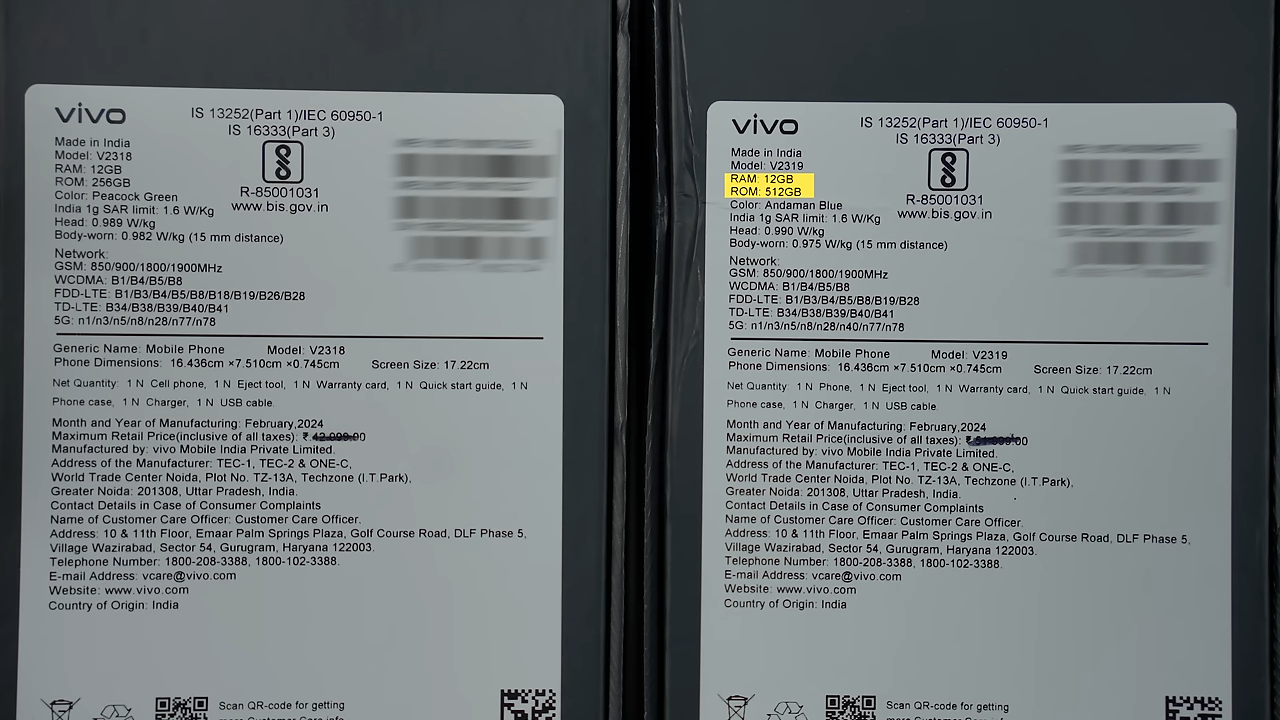 vivo
IS 13252(Part 1)/IEC 60950-1
IS 16333(Part 3)
Made in India
Model: V2318
RAM: 12GB
ROM: 256GB
Color: Peacock Green
India 1g SAR limit: 1.6 W/Kg
Head: 0.989 W/kg
Body-worn: 0.982 W/kg (15 mm distance)
R-85001031
www.bis.gov.in
Network:
GSM: 850/900/1800/1900MHz
WCDMA: B1/B4/B5/B8
FDD-LTE: B1/B3/B4/B5/B8/B18/B19/B26/B28
TD-LTE: B34/B38/B39/B40/B41
5G: n1/n3/n5/n8/n28/n77/n78
Generic Name: Mobile Phone Model: V2318
Phone Dimensions: 16.436cm ×7.510cm ×0.745cm Screen Size: 17.22cm
Net Quantity: 1 N Cell phone, 1 N Eject tool, 1 N Warranty card, 1 N Quick start guide, 1 N
Phone case, 1 N Charger, 1 N USB cable
Month and Year of Manufacturing: February,2024
Maximum Retail Price(inclusive of all taxes): ₹
Manufactured by: vivo Mobile India Private Limited.
Address of the Manufacturer: TEC-1, TEC-2 & ONE-C,
World Trade Center Noida, Plot No. TZ-13A, Techzone (I.T.Park),
Greater Noida: 201308, Uttar Pradesh, India.
Contact Details in Case of Consumer Complaints
Name of Customer Care Officer: Customer Care Officer.
Address: 10 & 11th Floor, Emaar Palm Springs Plaza, Golf Course Road, DLF Phase 5,
Village Wazirabad, Sector 54, Gurugram, Haryana 122003.
Telephone Number: 1800-208-3388, 1800-102-3388.
E-mail Address: vcare@vivo.com
Website: www.vivo.com
Country of Origin: India
Scan QR-code for getting
more Customer Care info
vivo
IS 13252(Part 1)/IEC 60950-1
IS 16333(Part 3)
Made in India
Model: V2319
RAM: 12GB
ROM: 512GB
Color: Andaman Blue
India 1g SAR limit: 1.6 W/Kg
Head: 0.990 W/kg
Body-worn: 0.975 W/kg (15 mm distance)
R-85001031
www.bis.gov.in
Network:
GSM: 850/900/1800/1900MHz
WCDMA: B1/B4/B5/B8
FDD-LTE: B1/B3/B4/B5/B8/B19/B28
TD-LTE: B34/B38/B39/B40/B41
5G: n1/n3/n5/n8/n28/n40/n77/n78
Generic Name: Mobile Phone Model: V2319
Phone Dimensions: 16.436cm ×7.510cm ×0.745cm Screen Size: 17.22cm
Net Quantity: 1 N Phone, 1 N Eject tool, 1 N Warranty card, 1 N Quick start guide, 1 N
Phone case, 1 N Charger, 1 N USB cable
Month and Year of Manufacturing: February,2024
Maximum Retail Price(inclusive of all taxes): ₹
Manufactured by: vivo Mobile India Private Limited.
Address of the Manufacturer: TEC-1, TEC-2 & ONE-C,
World Trade Center Noida, Plot No. TZ-13A, Techzone (I.T.Park),
Greater Noida: 201308, Uttar Pradesh, India.
Contact Details in Case of Consumer Complaints
Name of Customer Care Officer: Customer Care Officer.
Address: 10 & 11th Floor, Emaar Palm Springs Plaza, Golf Course Road, DLF Phase 5,
Village Wazirabad, Sector 54, Gurugram, Haryana 122003.
Telephone Number: 1800-208-3388, 1800-102-3388.
E-mail Address: vcare@vivo.com
Website: www.vivo.com
Country of Origin: India
Scan QR-code for getting
more Customer Care info